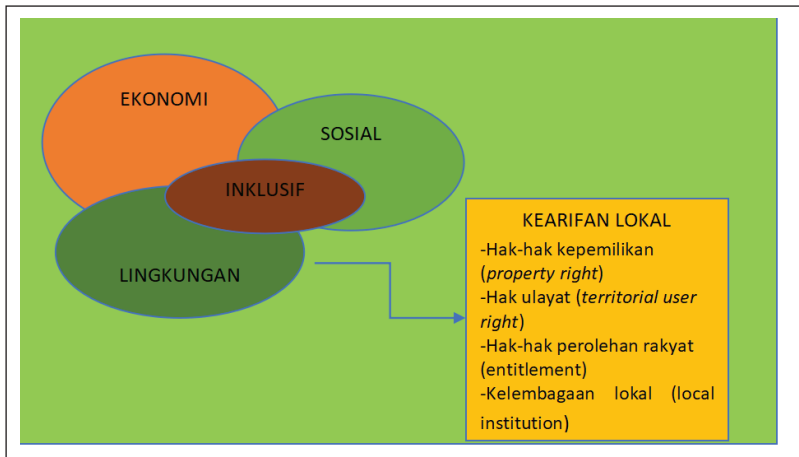 EKONOMI
SOSIAL
INKLUSIF
LINGKUNGAN
KEARIFAN LOKAL
-Hak-hak kepemilikan
(property right)
-Hak ulayat (territorial user
right)
-Hak-hak perolehan rakyat
(entitlement)
-Kelembagaan lokal (local
institution)